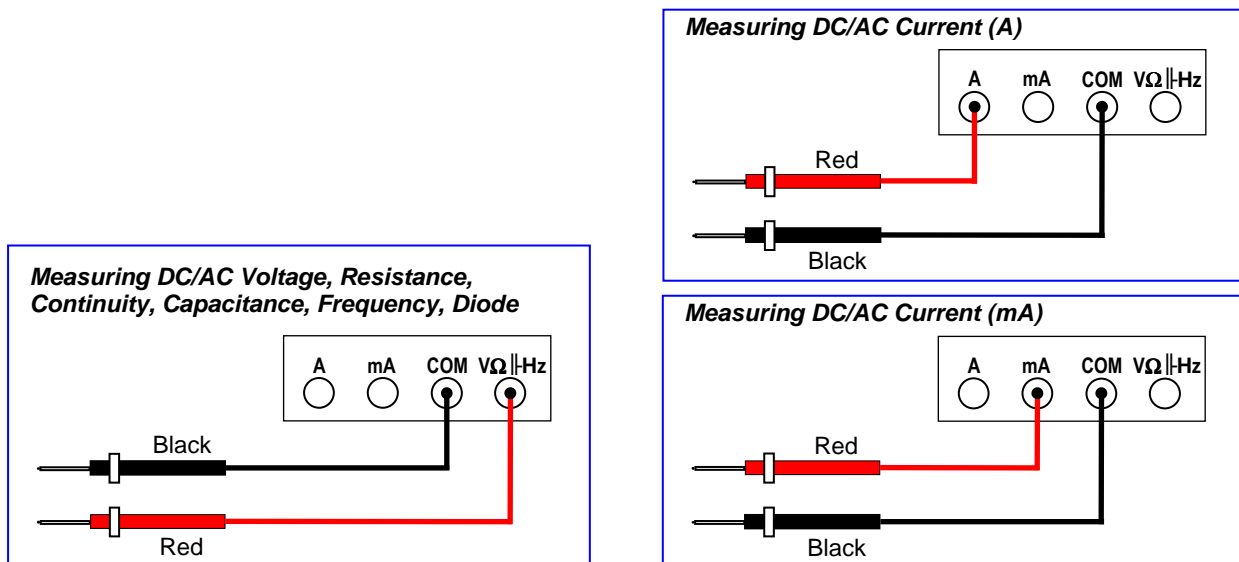 Measuring DC/AC Current (A)
A mA COM VΩ⊣⊢Hz
Red
Black
Measuring DC/AC Voltage, Resistance,
Continuity, Capacitance, Frequency, Diode
A mA COM VΩ⊣⊢Hz
Black
Red
Measuring DC/AC Current (mA)
A mA COM VΩ⊣⊢Hz
Red
Black